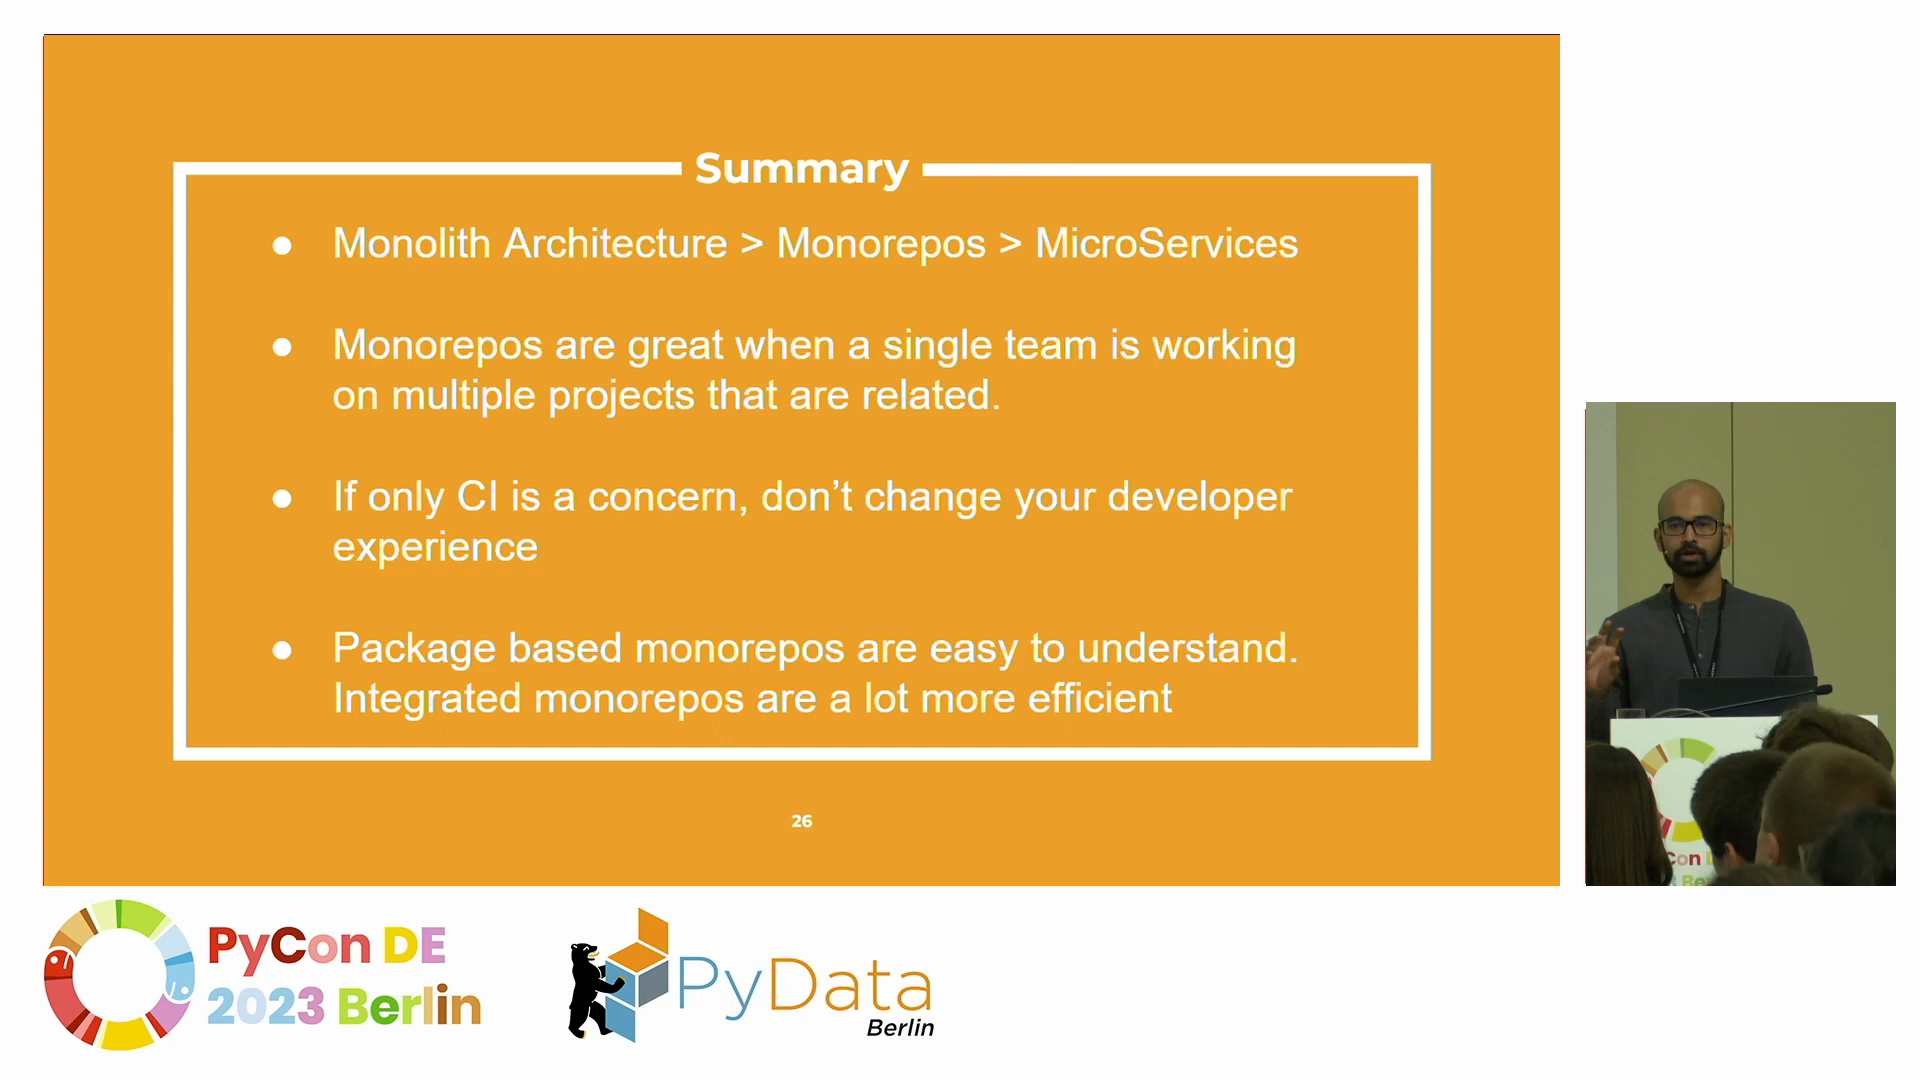 Summary
● Monolith Architecture > Monorepos > MicroServices
● Monorepos are great when a single team is working
on multiple projects that are related.
● If only CI is a concern, don’t change your developer
experience
● Package based monorepos are easy to understand.
Integrated monorepos are a lot more efficient
26
PyCon DE
2023 Berlin
PyData
Berlin